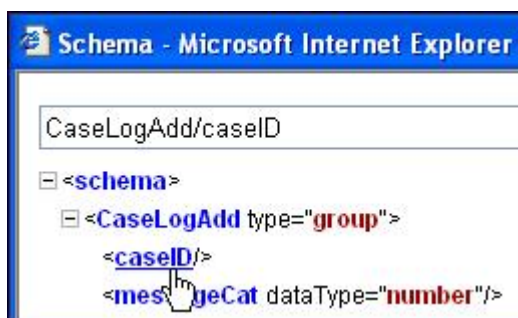 Schema - Microsoft Internet Explorer
CaseLogAdd/caseID
<schema>
<CaseLogAdd type="group">
<caseID/>
dataType="number"/>